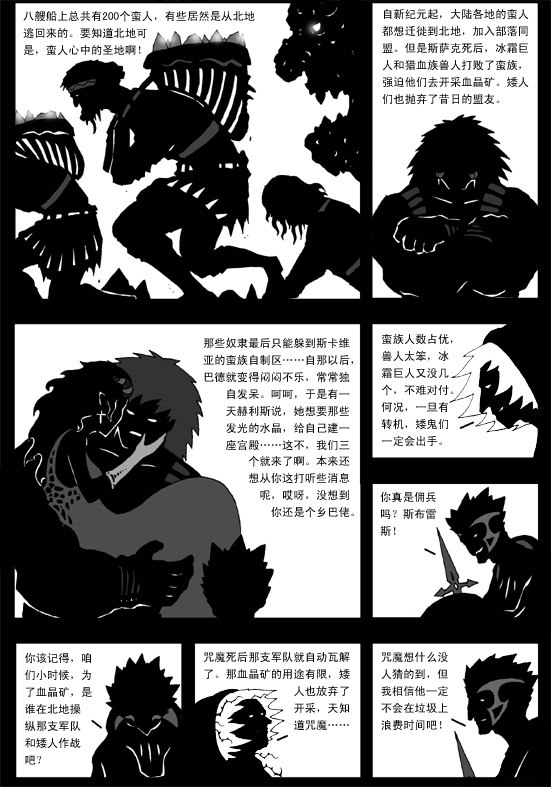 八艘船上总共有200个蛮人，有些居然是从北地
逃回来的。要知道北地可
是，蛮人心中的圣地啊！
自新纪元起，大陆各地的蛮人
都想迁徙到北地，加入部落同
盟。但是斯萨克死后，冰霜巨
人和猎血族兽人打败了蛮族，
强迫他们去开采血晶矿。矮人
们也抛弃了昔日的盟友。
那些奴隶最后只能躲到斯卡维
亚的蛮族自制区……自那以后，
巴德就变得闷闷不乐，常常独
自发呆。呵呵，于是有一
天赫利斯说，她想要那些
发光的水晶，给自己建一
座宫殿……这不，我们三
个就来了啊。本来还
想从你这打听些消息
呢，哎呀，没想到
你还是个乡巴佬。
蛮族人数占优，
兽人太笨，冰
霜巨人又没几
个，不难对付。
何况，一旦有
转机，矮鬼们
一定会出手。
你真是佣兵
吗？斯布雷
斯！
你该记得，咱
们小时候，为
了血晶矿，是
谁在北地操
纵那支军队
和矮人作战
吧？
咒魔死后那支军队就自动瓦解
了。那血晶矿的用途有限，矮
人也放弃了
开采，天知
道咒魔……
咒魔想什么没
人猜的到，但
我相信他一定
不会在垃圾上
浪费时间吧！